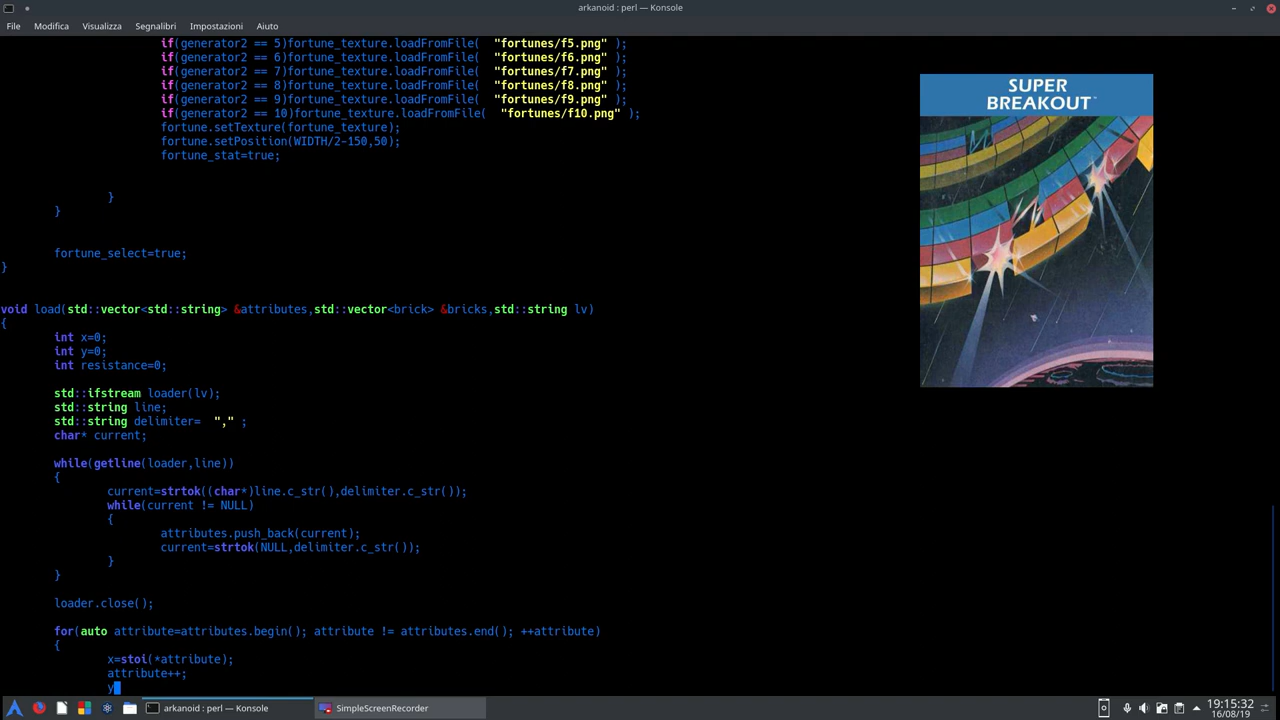 arkanoid : perl — Konsole
File Modifica Visualizza Segnalibri Impostazioni Aiuto
if(generator2 == 5)fortune_texture.loadFromFile( "fortunes/f5.png" );
if(generator2 == 6)fortune_texture.loadFromFile( "fortunes/f6.png" );
if(generator2 == 7)fortune_texture.loadFromFile( "fortunes/f7.png" );
if(generator2 == 8)fortune_texture.loadFromFile( "fortunes/f8.png" );
if(generator2 == 9)fortune_texture.loadFromFile( "fortunes/f9.png" );
if(generator2 == 10)fortune_texture.loadFromFile( "fortunes/f10.png" );
fortune.setTexture(fortune_texture);
fortune.setPosition(WIDTH/2-150,50);
fortune_stat=true;
}
}
fortune_select=true;
}
void load(std::vector<std::string> &attributes,std::vector<brick> &bricks,std::string lv)
{
int x=0;
int y=0;
int resistance=0;
std::ifstream loader(lv);
std::string line;
std::string delimiter= "," ;
char* current;
while(getline(loader,line))
{
current=strtok((char*)line.c_str(),delimiter.c_str());
while(current != NULL)
{
attributes.push_back(current);
current=strtok(NULL,delimiter.c_str());
}
}
loader.close();
for(auto attribute=attributes.begin(); attribute != attributes.end(); ++attribute)
{
x=stoi(*attribute);
attribute++;
y
SUPER
BREAKOUT™
arkanoid : perl — Konsole
SimpleScreenRecorder
19:15:32
16/08/19